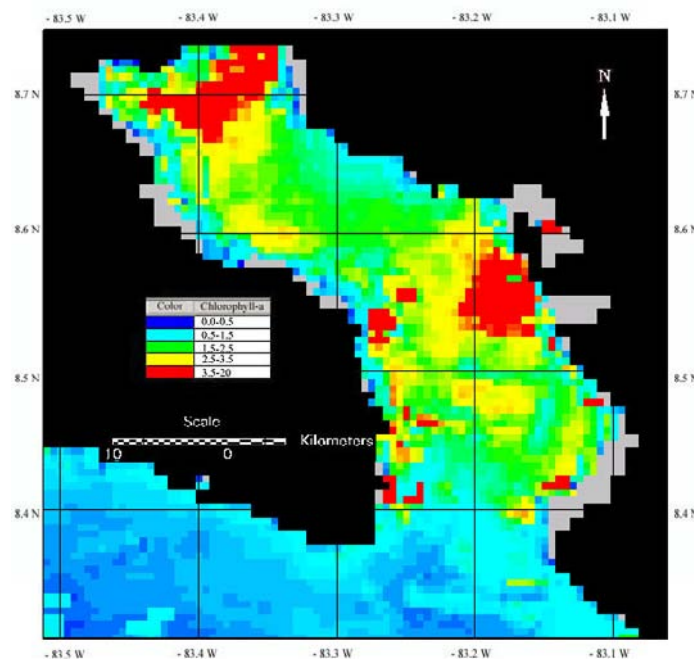 - 83.5 W - 83.4 W - 83.3 W - 83.2 W - 83.1 W
8.7 N 8.7 N
N
8.6 N 8.6 N
Color Chlorophyll-a
0.0-0.5
0.5-1.5
1.5-2.5
2.5-3.5
3.5-20
8.5 N 8.5 N
Scale
Kilometers
10 0
8.4 N 8.4 N
- 83.5 W - 83.4 W - 83.3 W - 83.2 W - 83.1 W